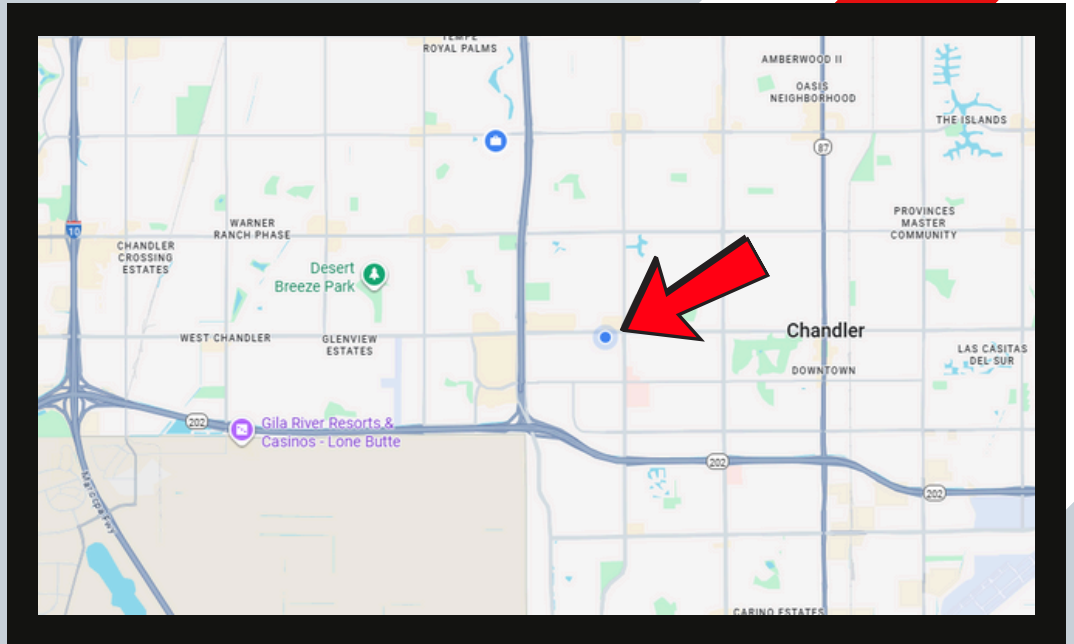 TEMPE
ROYAL PALMS
AMBERWOOD II
OASIS
NEIGHBORHOOD
THE ISLANDS
87
PROVINCES
MASTER
COMMUNITY
10
WARNER
RANCH PHASE
CHANDLER
CROSSING
ESTATES
Desert
Breeze Park
WEST CHANDLER
GLENVIEW
ESTATES
Chandler
DOWNTOWN
LAS CASITAS
DEL SUR
202
Gila River Resorts &
Casinos - Lone Butte
202
202
Maricopa Fwy
CARINO ESTATES